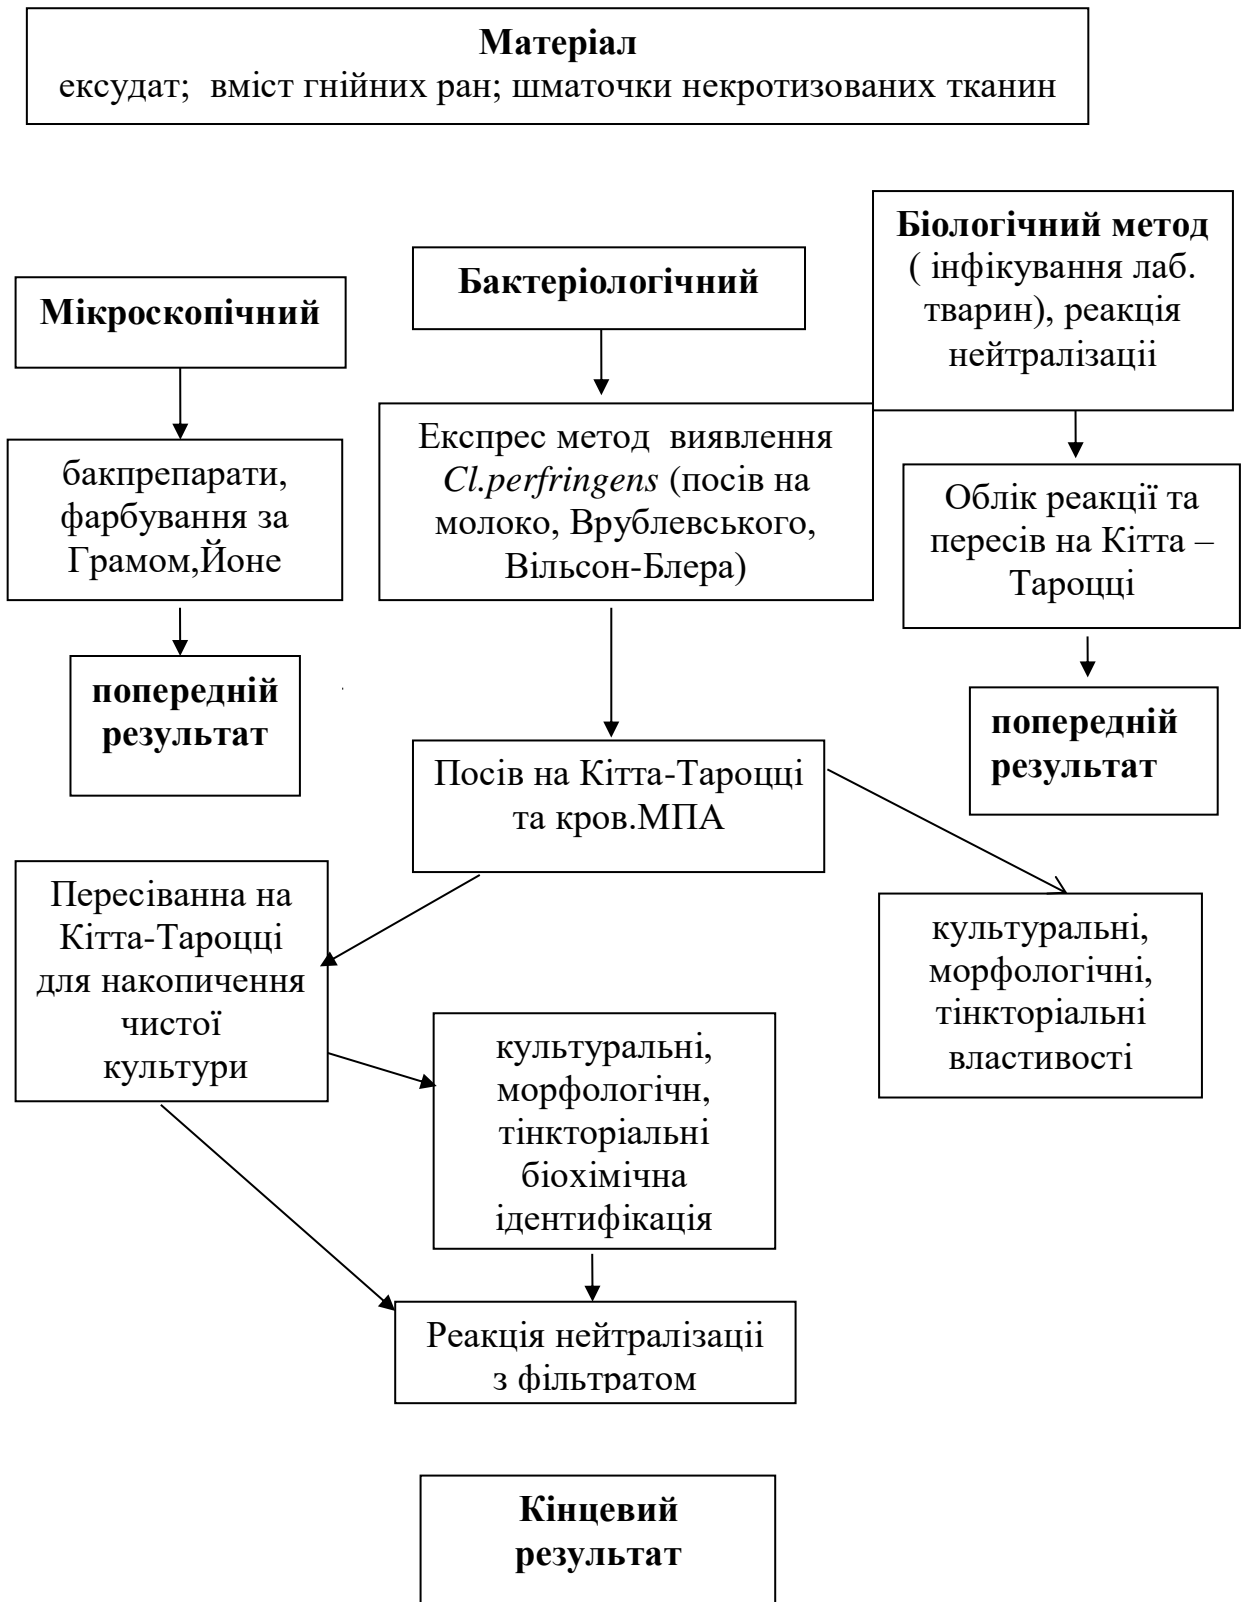 Матеріал
ексудат; вміст гнійних ран; шматочки некротизованих тканин
Мікроскопічний
бакпрепарати,
фарбування за
Грамом,Йоне
попередній
результат
Бактеріологічний
Експрес метод виявлення
Cl.perfringens (посів на
молоко, Врублевського,
Вільсон-Блера)
Біологічний метод
( інфікування лаб.
тварин), реакція
нейтралізаціі
Облік реакції та
пересів на Кітта –
Тароцці
попередній
результат
Посів на Кітта-Тароцці
та кров.МПА
Пересіванна на
Кітта-Тароцці
для накопичення
чистої
культури
культуральні,
морфологічні,
тінкторіальні
властивості
культуральні,
морфологічн,
тінкторіальні
біохімічна
ідентифікація
Реакція нейтралізаціі
з фільтратом
Кінцевий
результат